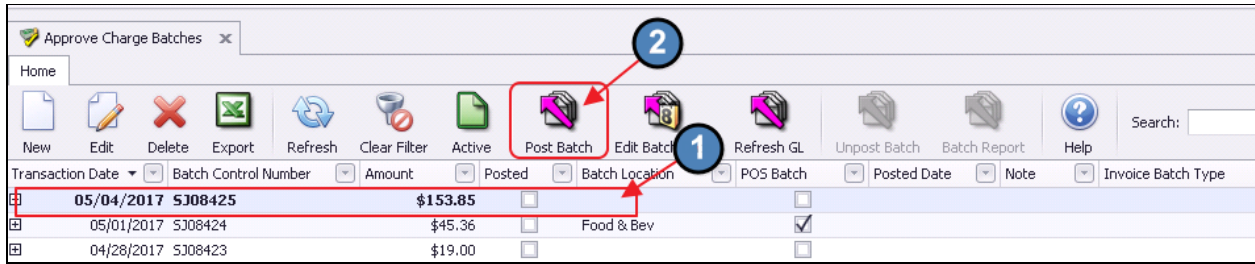 Approve Charge Batches x
2
Home
New Edit Delete Export Refresh Clear Filter Active Post Batch Edit Batch Refresh GL Unpost Batch Batch Report Help Search:
8
1
Transaction Date Batch Control Number Amount Posted Batch Location POS Batch Posted Date Note Invoice Batch Type
05/04/2017 SJ08425 $153.85
05/01/2017 SJ08424 $45.36 Food & Bev
04/28/2017 SJ08423 $19.00